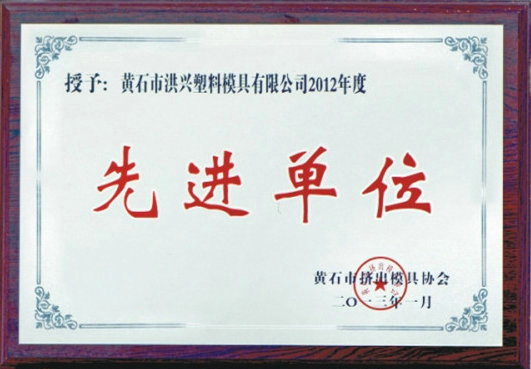 授予：黄石市洪兴塑料模具有限公司2012年度
先进单位
黄石市挤出模具协会
二〇一三年一月